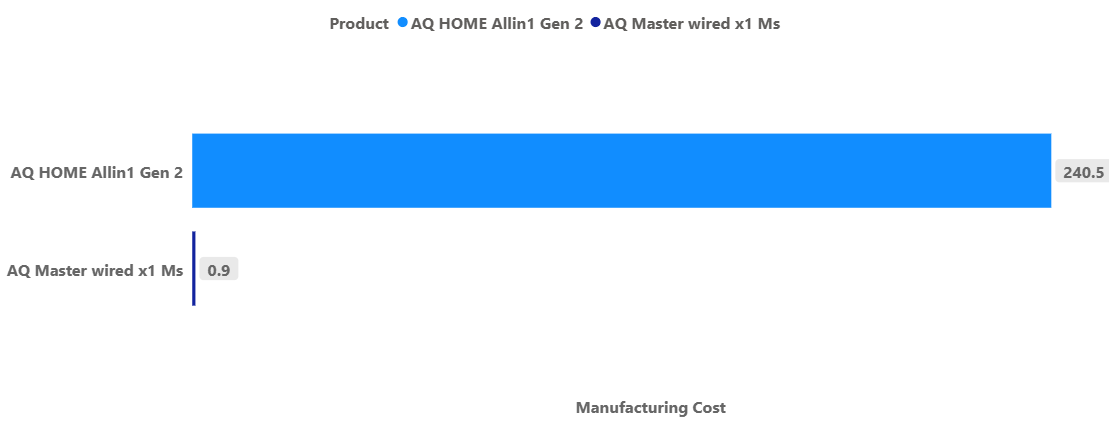 Product AQ HOME Allin1 Gen 2 AQ Master wired x1 Ms
AQ HOME Allin1 Gen 2 240.5
AQ Master wired x1 Ms 0.9
Manufacturing Cost